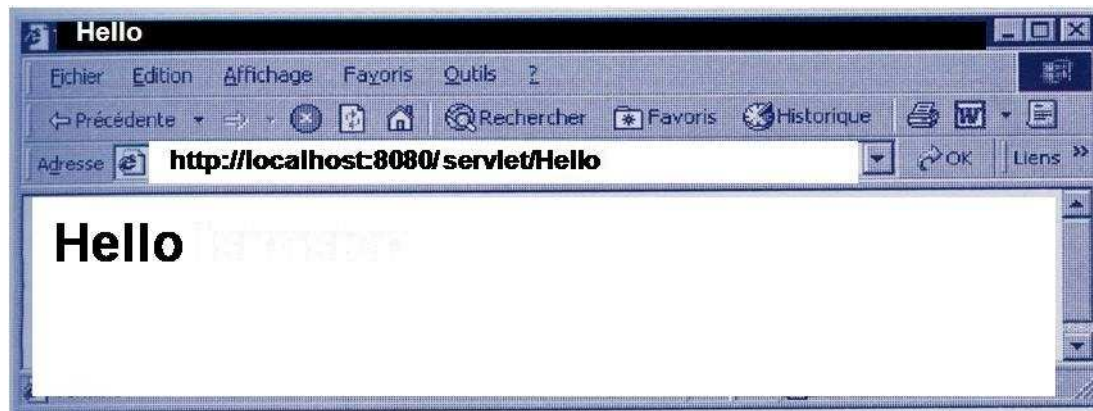 Hello
Fichier Edition Affichage Favoris Outils ?
Précédente Rechercher Favoris Historique W
Adresse http://localhost:8080/servlet/Hello OK Liens »
Hello